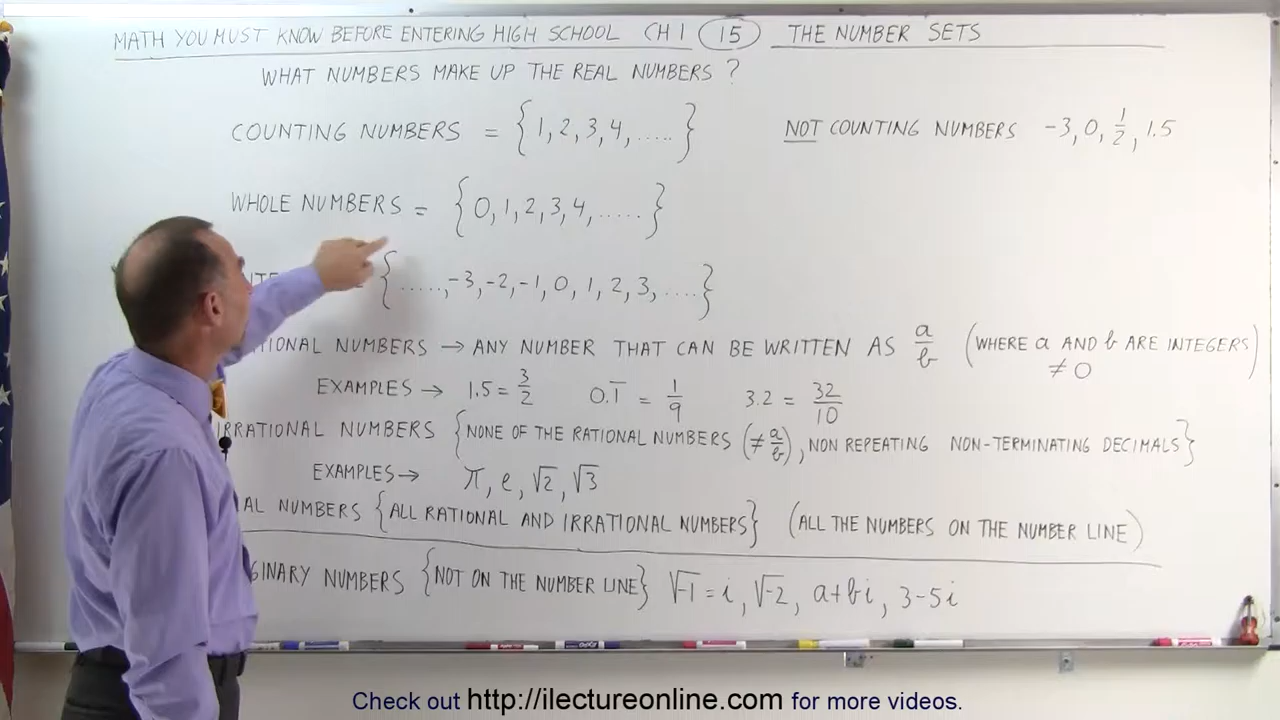 MATH YOU MUST KNOW BEFORE ENTERING HIGH SCHOOL CH 1 15 THE NUMBER SETS
WHAT NUMBERS MAKE UP THE REAL NUMBERS ?
COUNTING NUMBERS = {1, 2, 3, 4, .....} NOT COUNTING NUMBERS -3, 0, 1/2, 1.5
WHOLE NUMBERS = {0, 1, 2, 3, 4, .....}
{....., -3, -2, -1, 0, 1, 2, 3, ....}
NUMBERS → ANY NUMBER THAT CAN BE WRITTEN AS a/b (WHERE a AND b ARE INTEGERS ≠ 0)
EXAMPLES → 1.5 = 3/2 0.1̅ = 1/9 3.2 = 32/10
IRRATIONAL NUMBERS {NONE OF THE RATIONAL NUMBERS (≠ a/b), NON REPEATING NON-TERMINATING DECIMALS}
EXAMPLES → π, e, √2, √3
NUMBERS {ALL RATIONAL AND IRRATIONAL NUMBERS} (ALL THE NUMBERS ON THE NUMBER LINE)
NUMBERS {NOT ON THE NUMBER LINE} √-1 = i, √-2, a+bi, 3-5i
Check out http://ilectureonline.com for more videos.